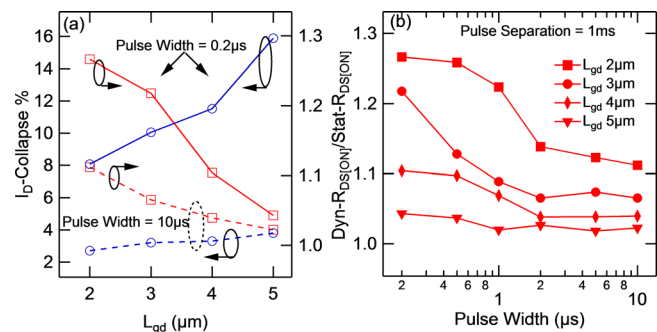 (a)
16
14
12
10
8
6
4
2
I_D-Collapse %
Pulse Width = 0.2µs
Pulse Width = 10µs
1.3
1.2
1.1
1.0
2 3 4 5
L_gd (µm)
Dyn-R_DS[ON]/Stat-R_DS[ON]
(b)
Pulse Separation = 1ms
L_gd 2µm
L_gd 3µm
L_gd 4µm
L_gd 5µm
1.3
1.2
1.1
1.0
2 4 6 8 1 2 4 6 8 10
Pulse Width (µs)